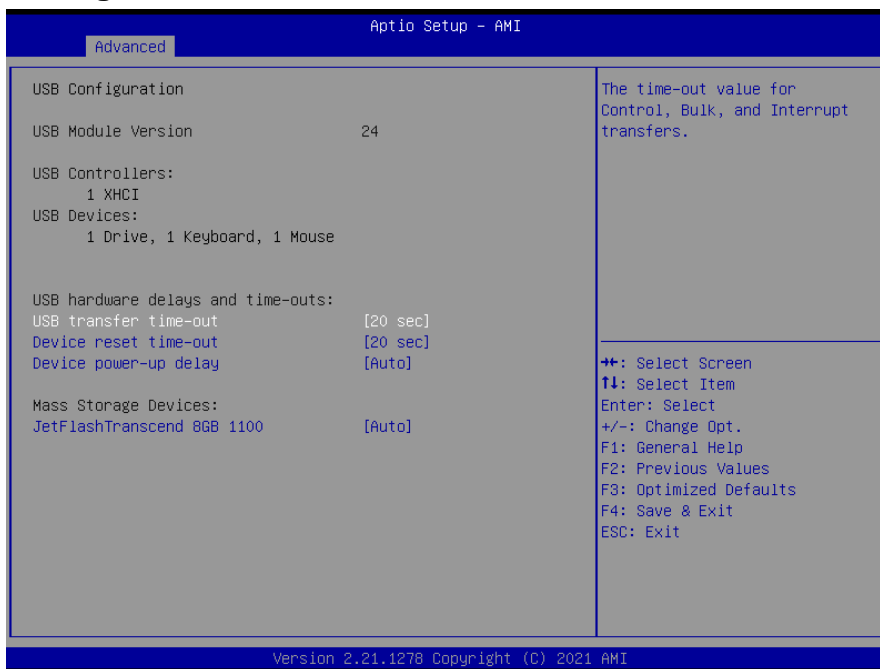 Aptio Setup – AMI
Advanced
USB Configuration
USB Module Version 24
USB Controllers:
1 XHCI
USB Devices:
1 Drive, 1 Keyboard, 1 Mouse
USB hardware delays and time-outs:
USB transfer time-out [20 sec]
Device reset time-out [20 sec]
Device power-up delay [Auto]
Mass Storage Devices:
JetFlashTranscend 8GB 1100 [Auto]
The time-out value for
Control, Bulk, and Interrupt
transfers.
→←: Select Screen
↑↓: Select Item
Enter: Select
+/-: Change Opt.
F1: General Help
F2: Previous Values
F3: Optimized Defaults
F4: Save & Exit
ESC: Exit
Version 2.21.1278 Copyright (C) 2021 AMI